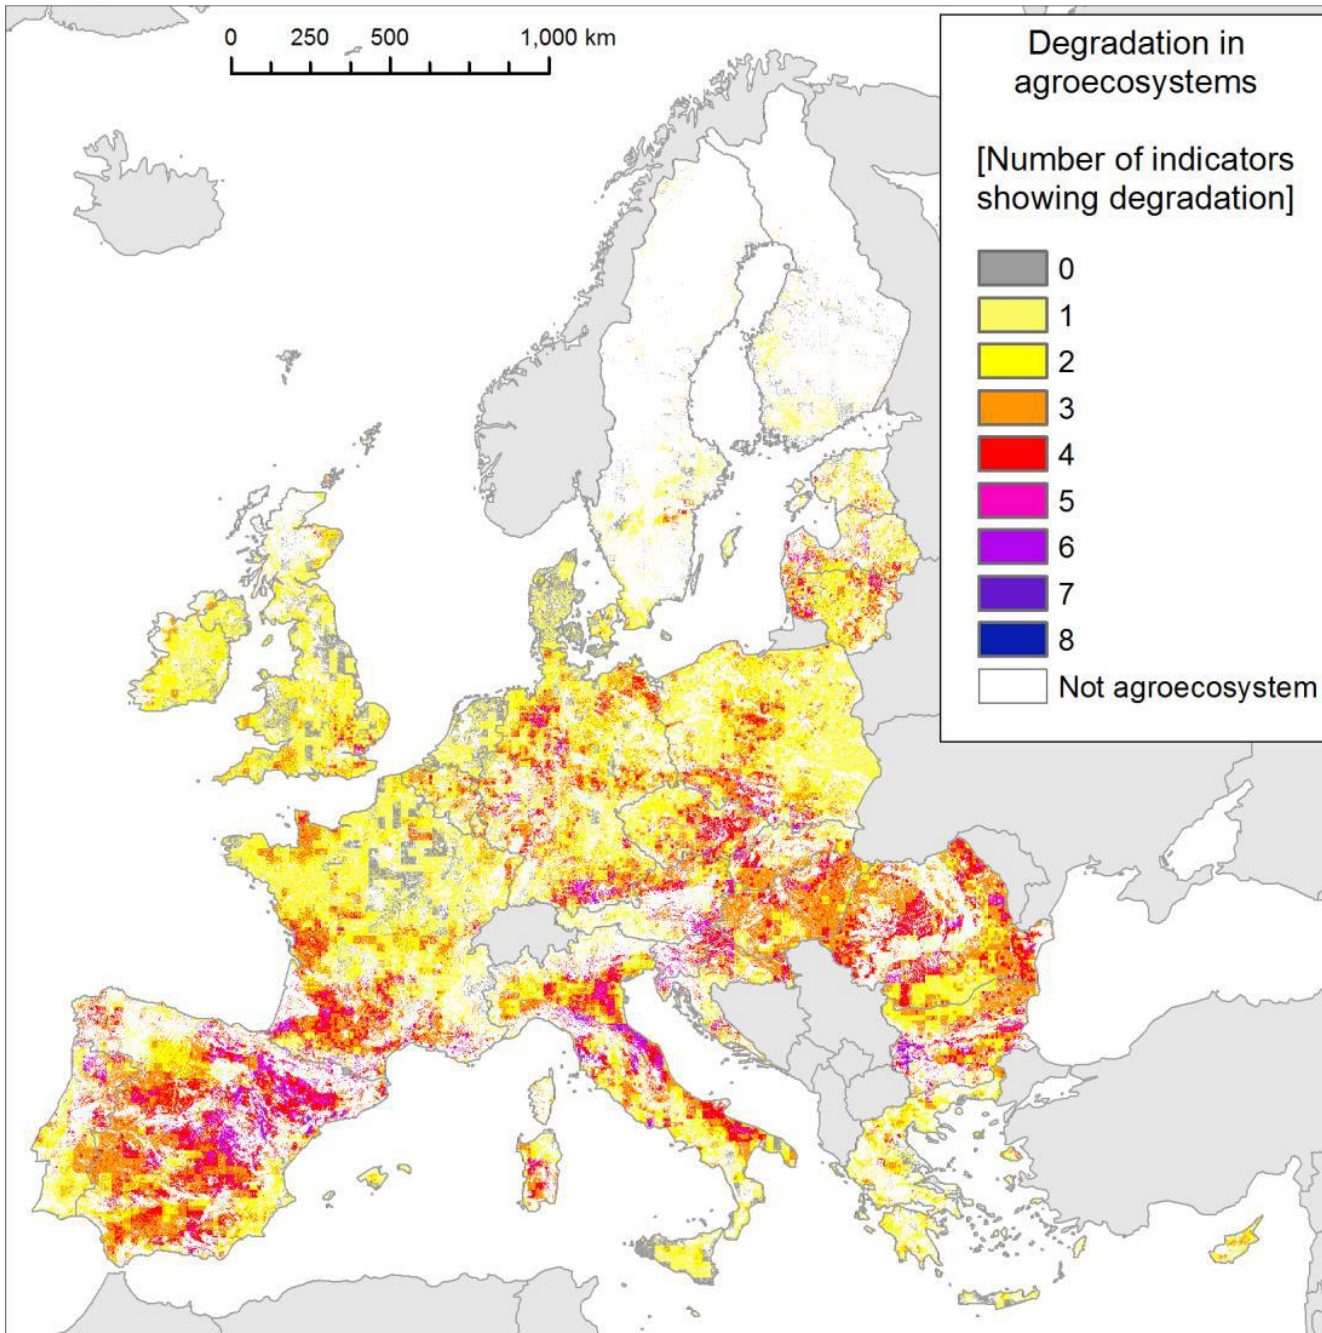 0 250 500 1,000 km
Degradation in
agroecosystems
[Number of indicators
showing degradation]
0
1
2
3
4
5
6
7
8
Not agroecosystem